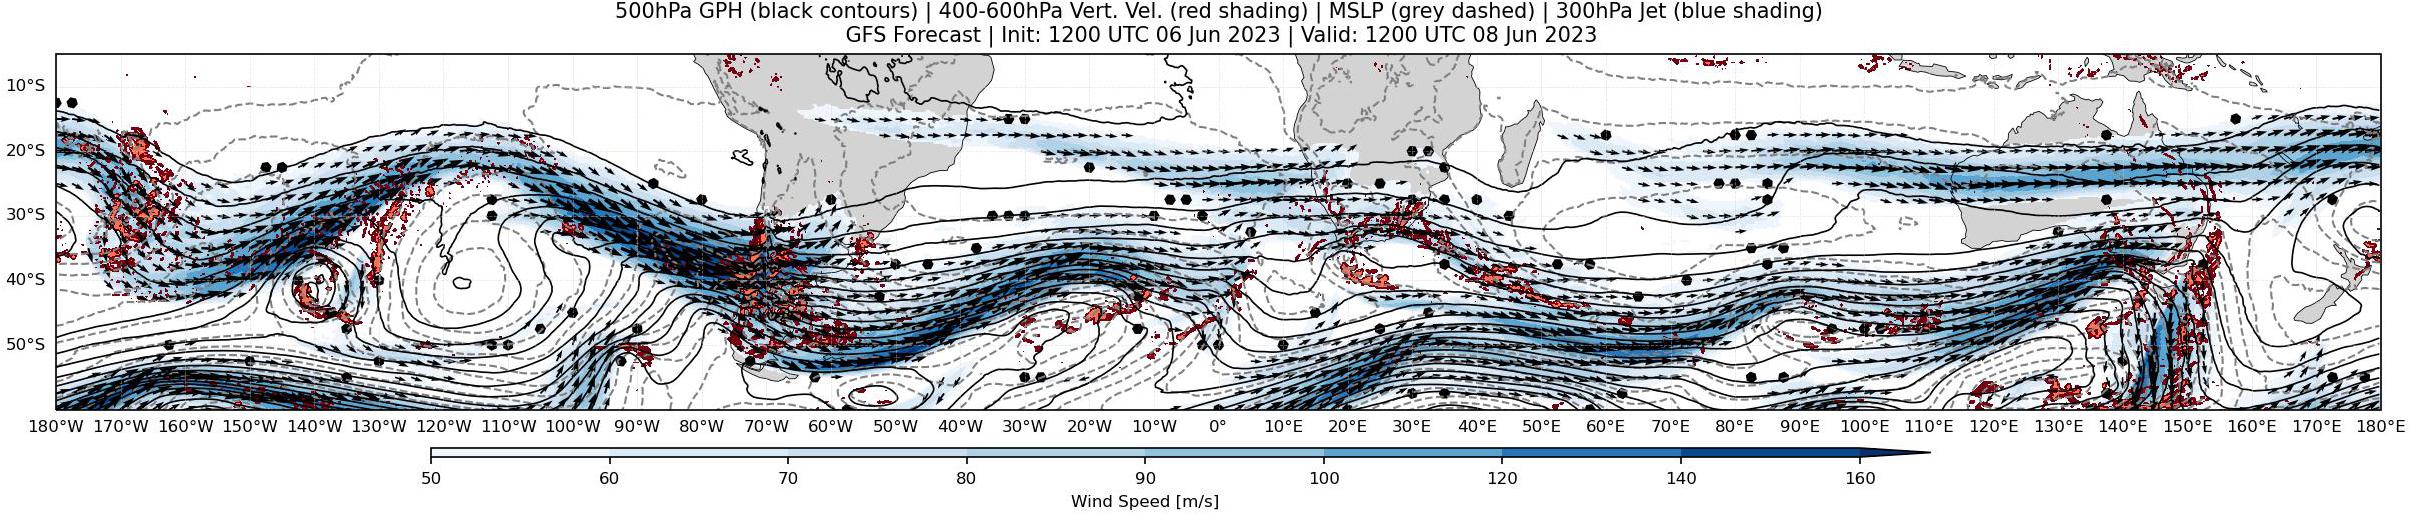 500hPa GPH (black contours) | 400-600hPa Vert. Vel. (red shading) | MSLP (grey dashed) | 300hPa Jet (blue shading)
GFS Forecast | Init: 1200 UTC 06 Jun 2023 | Valid: 1200 UTC 08 Jun 2023
10°S
20°S
30°S
40°S
50°S
180°W 170°W 160°W 150°W 140°W 130°W 120°W 110°W 100°W 90°W 80°W 70°W 60°W 50°W 40°W 30°W 20°W 10°W 0° 10°E 20°E 30°E 40°E 50°E 60°E 70°E 80°E 90°E 100°E 110°E 120°E 130°E 140°E 150°E 160°E 170°E 180°E
50 60 70 80 90 100 120 140 160
Wind Speed [m/s]